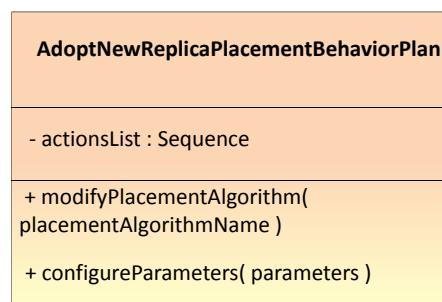 AdoptNewReplicaPlacementBehaviorPlan
- actionsList : Sequence
+ modifyPlacementAlgorithm(
placementAlgorithmName )
+ configureParameters( parameters )